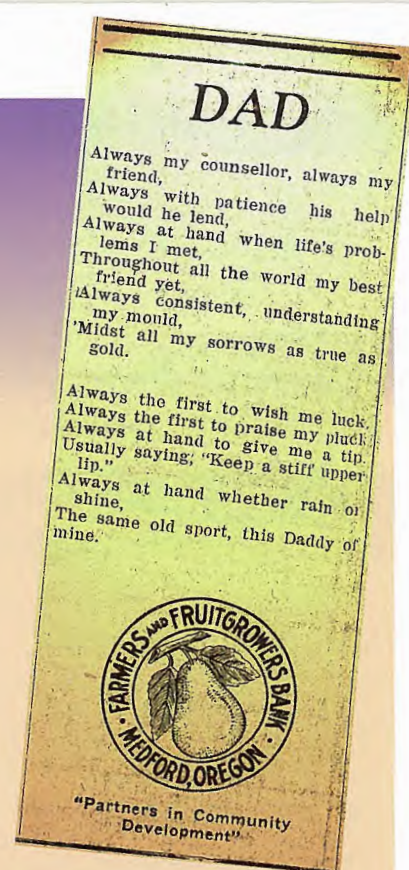 DAD
Always my counsellor, always my
friend,
Always with patience his help
would he lend,
Always at hand when life's prob-
lems I met,
Throughout all the world my best
friend yet,
Always consistent, understanding
my mould,
'Midst all my sorrows as true as
gold.
Always the first to wish me luck,
Always the first to praise my pluck
Always at hand to give me a tip.
Usually saying, "Keep a stiff upper
lip."
Always at hand whether rain or
shine,
The same old sport, this Daddy of
mine.
FARMERS AND FRUITGROWERS BANK
• MEDFORD, OREGON •
"Partners in Community
Development"